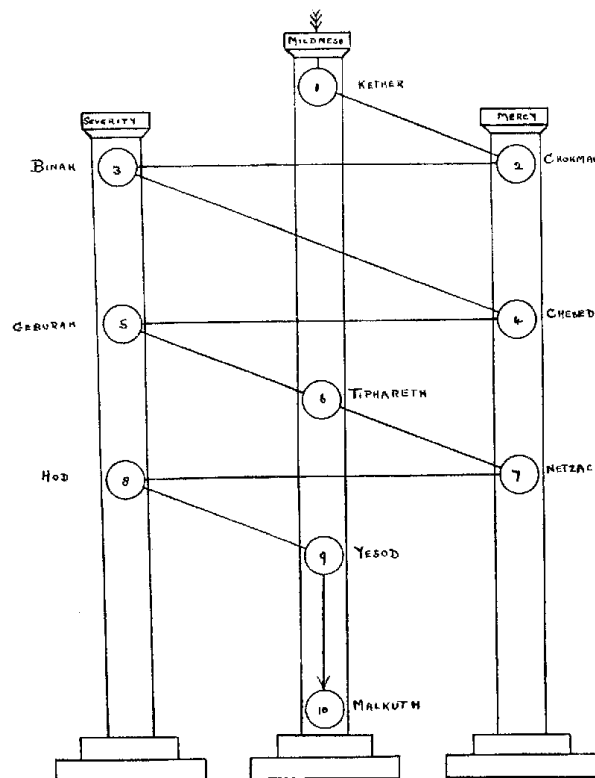 MILDNESS
1 KETHER
SEVERITY
MERCY
BINAH 3
2 CHOKMAH
GEBURAH 5
4 CHESED
6 TIPHARETH
HOD 8
7 NETZAC
9 YESOD
10 MALKUTH